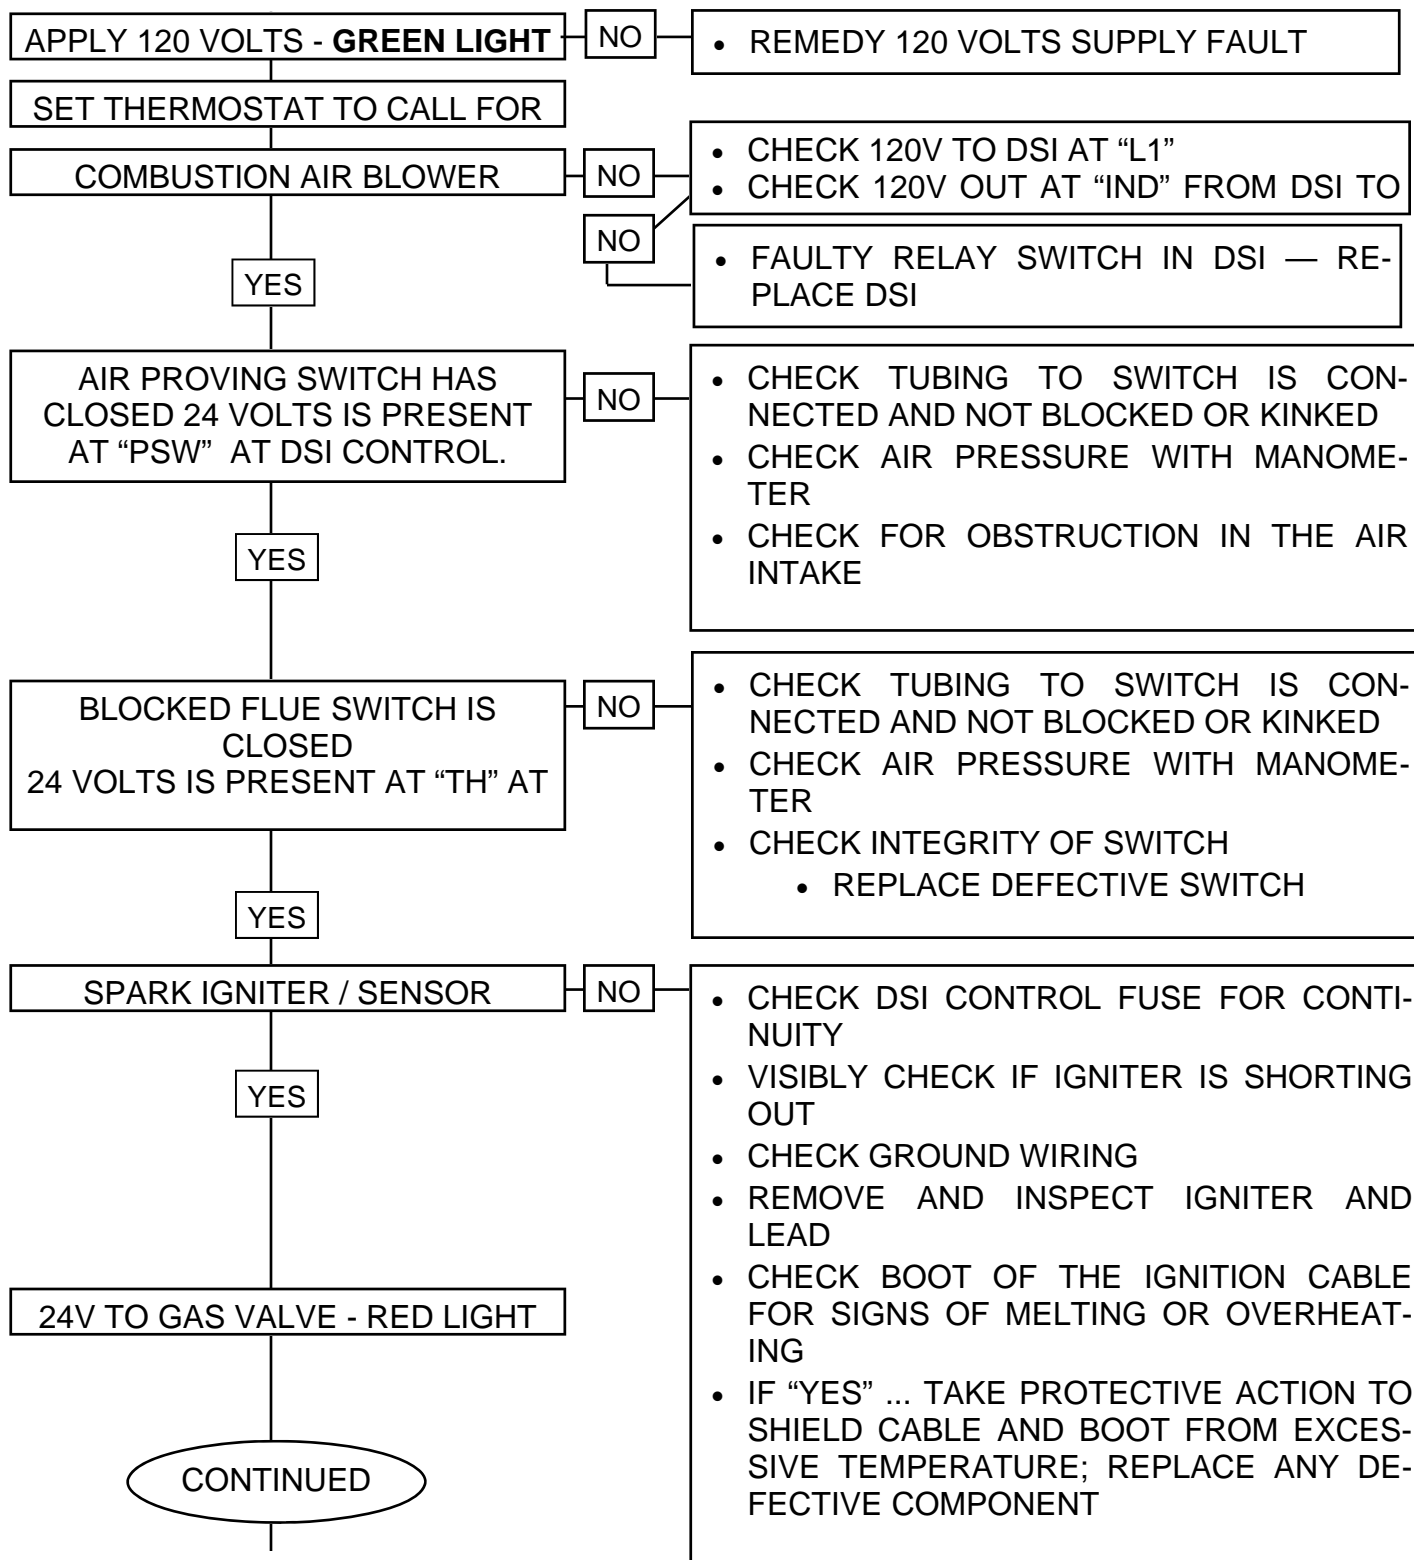 APPLY 120 VOLTS - GREEN LIGHT
NO
• REMEDY 120 VOLTS SUPPLY FAULT
SET THERMOSTAT TO CALL FOR
COMBUSTION AIR BLOWER
NO
• CHECK 120V TO DSI AT “L1”
• CHECK 120V OUT AT “IND” FROM DSI TO
NO
• FAULTY RELAY SWITCH IN DSI — RE-
PLACE DSI
YES
AIR PROVING SWITCH HAS
CLOSED 24 VOLTS IS PRESENT
AT “PSW” AT DSI CONTROL.
NO
• CHECK TUBING TO SWITCH IS CON-
NECTED AND NOT BLOCKED OR KINKED
• CHECK AIR PRESSURE WITH MANOME-
TER
• CHECK FOR OBSTRUCTION IN THE AIR
INTAKE
YES
BLOCKED FLUE SWITCH IS
CLOSED
24 VOLTS IS PRESENT AT “TH” AT
NO
• CHECK TUBING TO SWITCH IS CON-
NECTED AND NOT BLOCKED OR KINKED
• CHECK AIR PRESSURE WITH MANOME-
TER
• CHECK INTEGRITY OF SWITCH
• REPLACE DEFECTIVE SWITCH
YES
SPARK IGNITER / SENSOR
NO
• CHECK DSI CONTROL FUSE FOR CONTI-
NUITY
• VISIBLY CHECK IF IGNITER IS SHORTING
OUT
• CHECK GROUND WIRING
• REMOVE AND INSPECT IGNITER AND
LEAD
• CHECK BOOT OF THE IGNITION CABLE
FOR SIGNS OF MELTING OR OVERHEAT-
ING
• IF “YES” ... TAKE PROTECTIVE ACTION TO
SHIELD CABLE AND BOOT FROM EXCES-
SIVE TEMPERATURE; REPLACE ANY DE-
FECTIVE COMPONENT
YES
24V TO GAS VALVE - RED LIGHT
CONTINUED